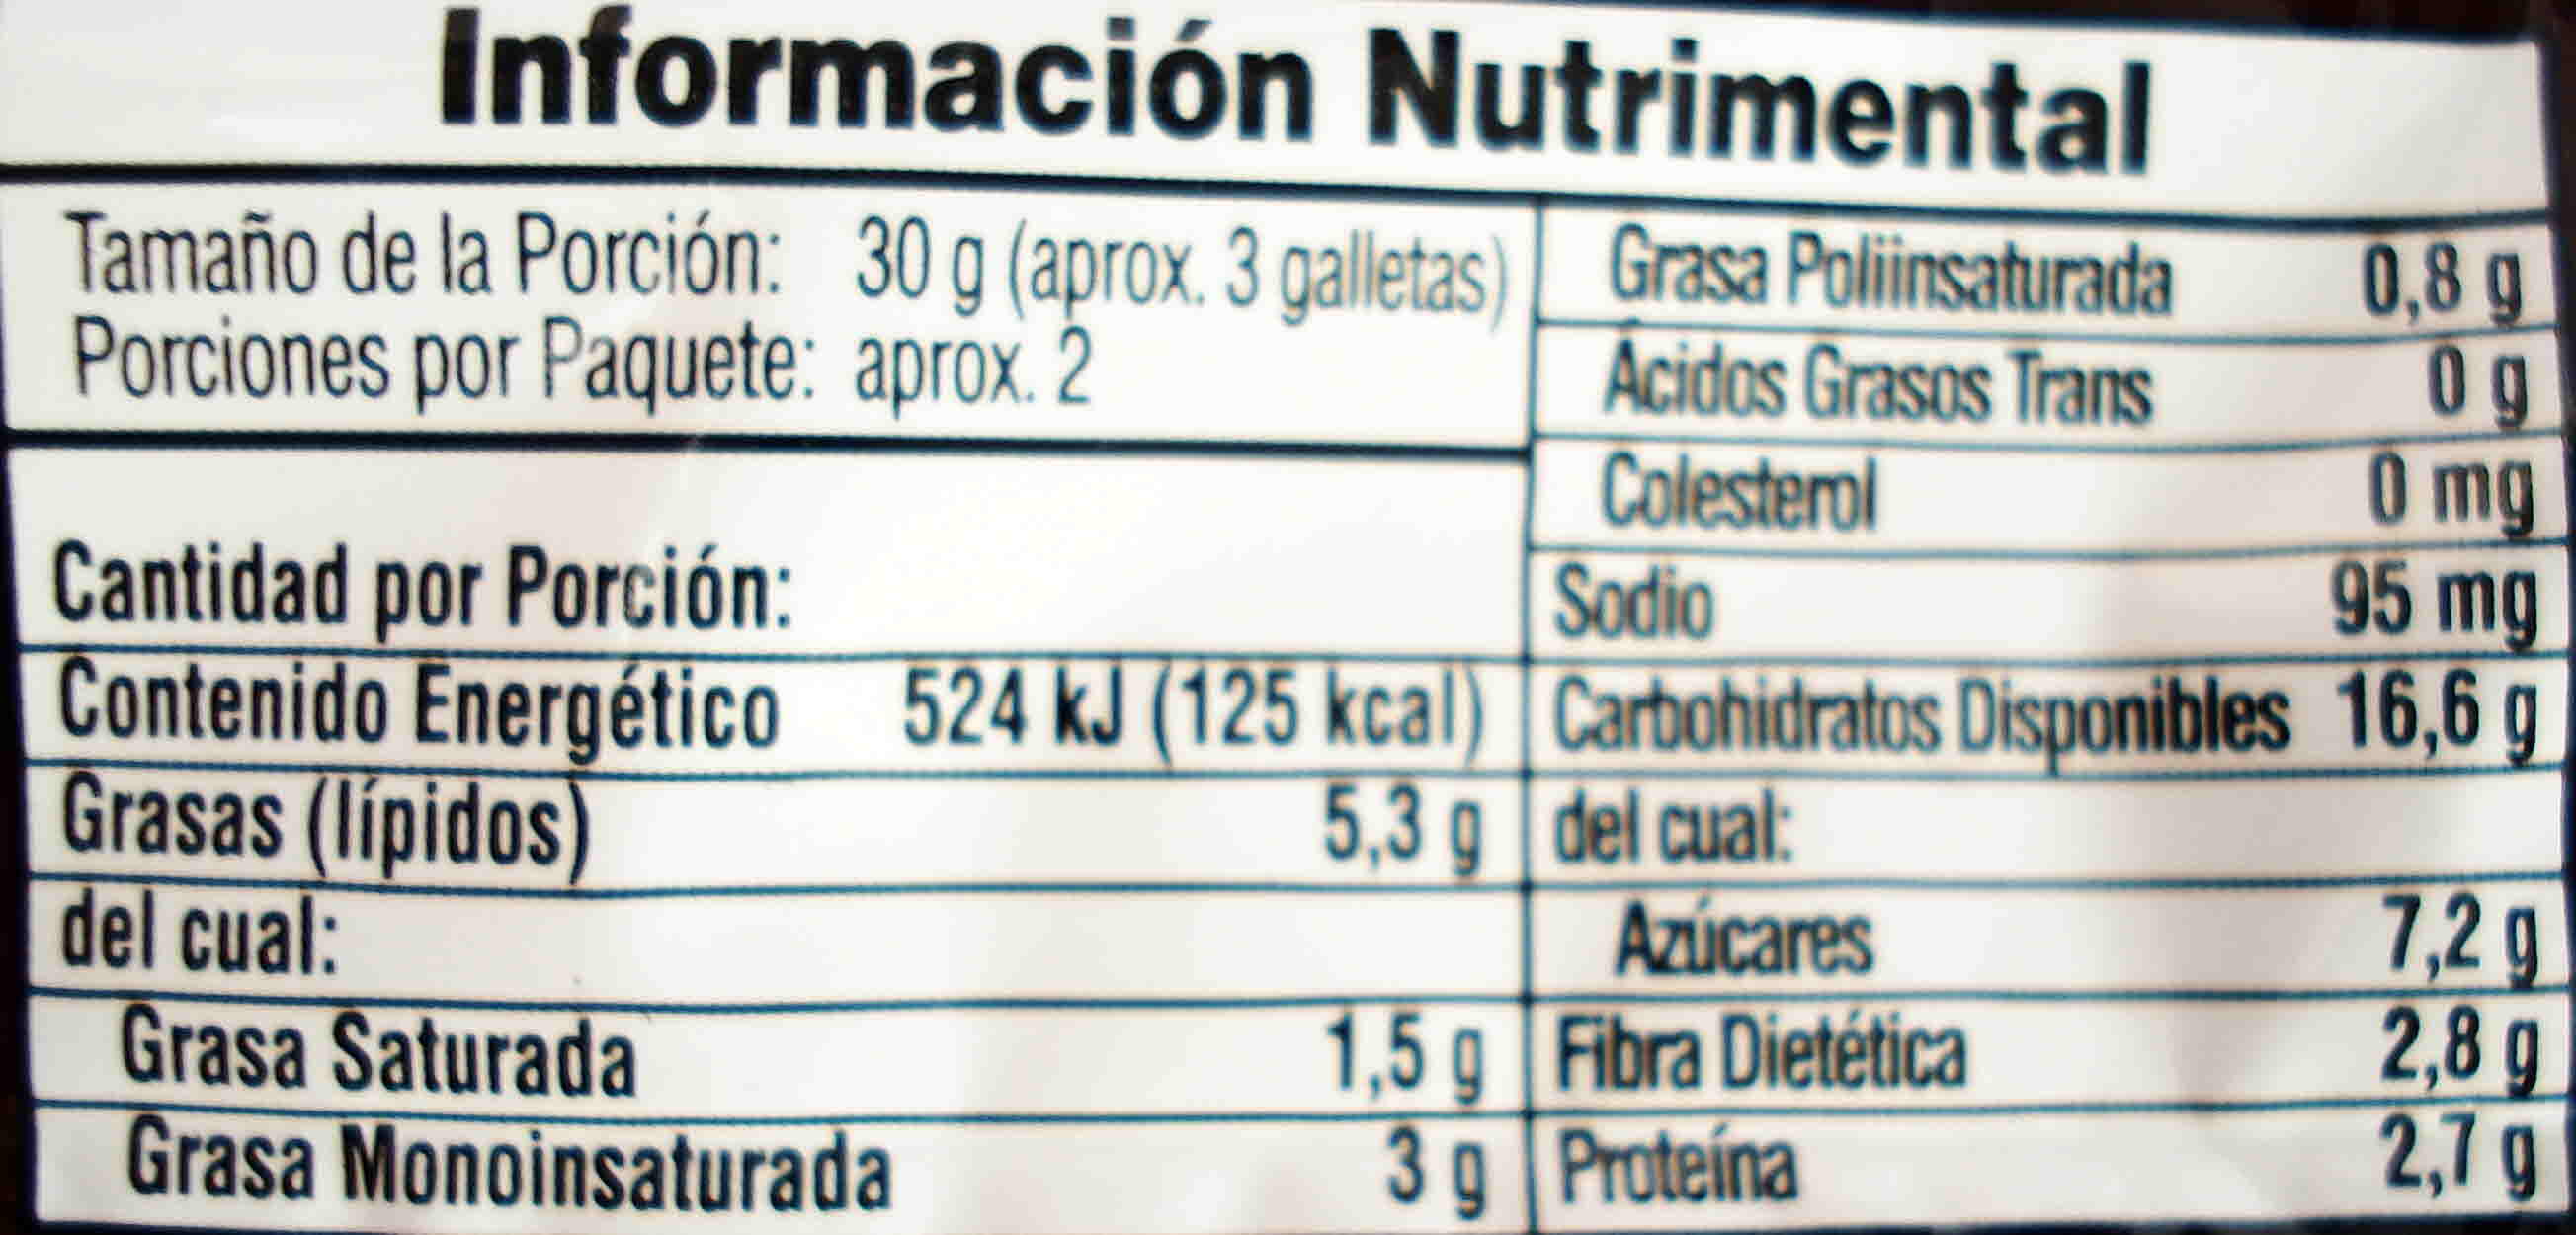 Información Nutrimental
Tamaño de la Porción: 30 g (aprox. 3 galletas)
Porciones por Paquete: aprox. 2
Cantidad por Porción:
Contenido Energético 524 kJ (125 kcal)
Grasas (lípidos) 5,3 g
del cual:
Grasa Saturada 1,5 g
Grasa Monoinsaturada 3 g
Grasa Poliinsaturada 0,8 g
Ácidos Grasos Trans 0 g
Colesterol 0 mg
Sodio 95 mg
Carbohidratos Disponibles 16,6 g
del cual:
Azúcares 7,2 g
Fibra Dietética 2,8 g
Proteína 2,7 g